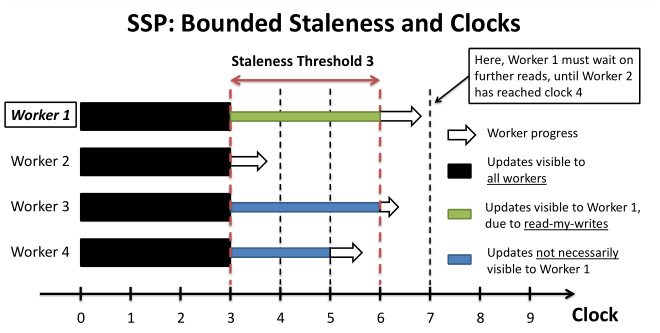 SSP: Bounded Staleness and Clocks
Staleness Threshold 3
Here, Worker 1 must wait on
further reads, until Worker 2
has reached clock 4
Worker 1
Worker 2
Worker 3
Worker 4
Worker progress
Updates visible to
all workers
Updates visible to Worker 1,
due to read-my-writes
Updates not necessarily
visible to Worker 1
0 1 2 3 4 5 6 7 8 9 Clock